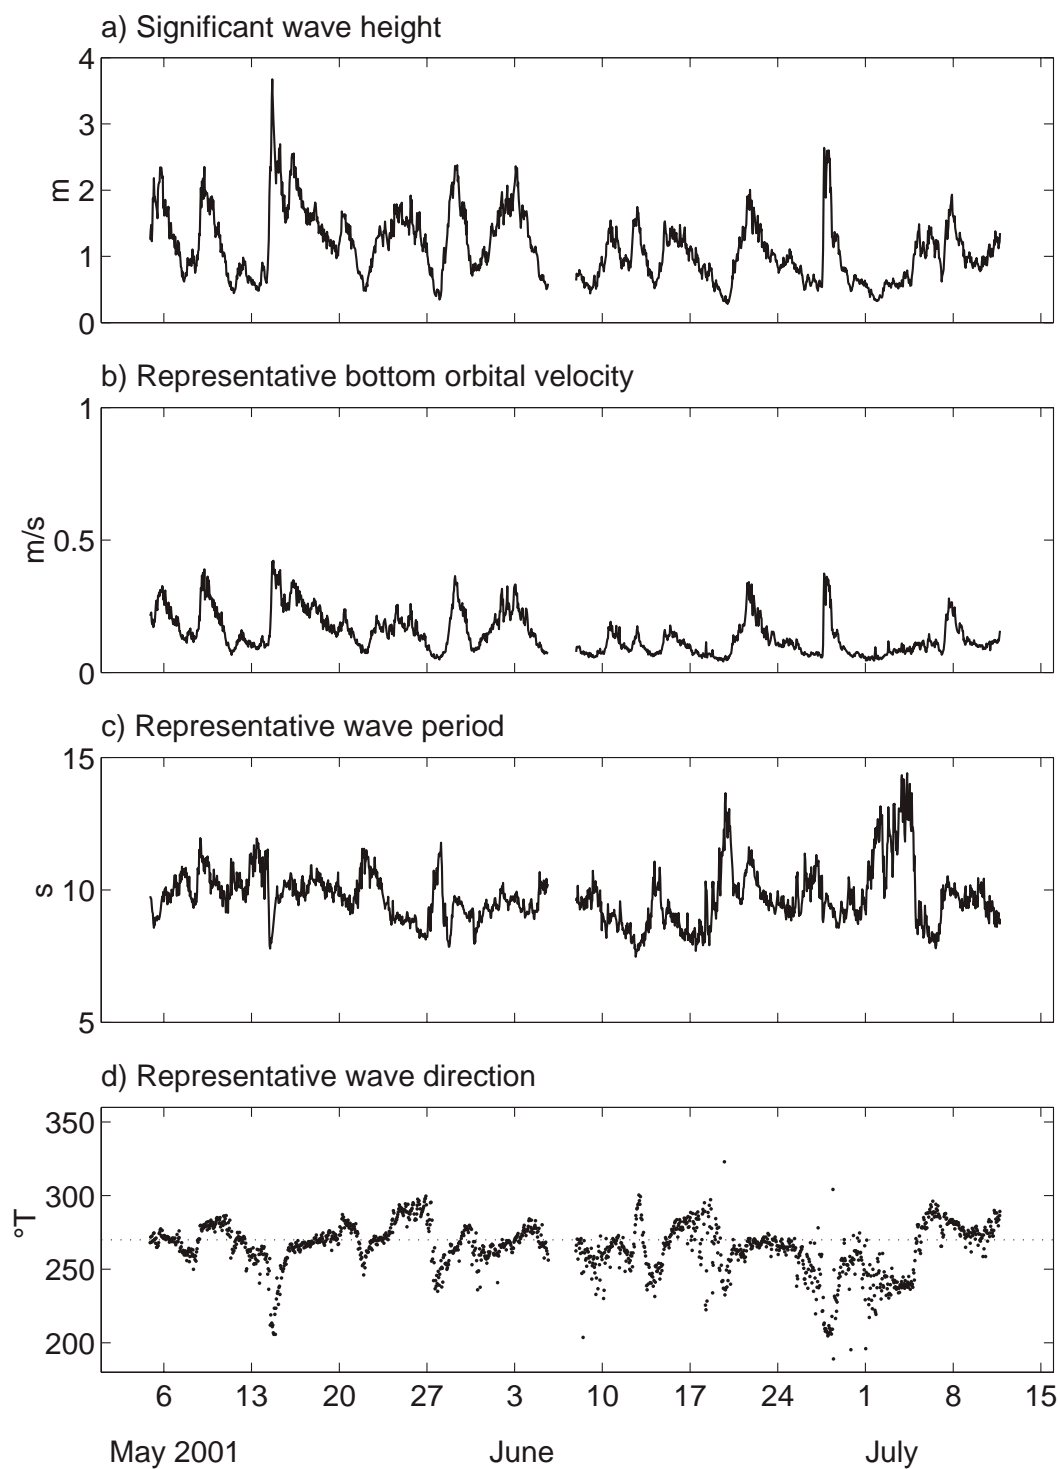 a) Significant wave height
4
3
2
1
0
m
b) Representative bottom orbital velocity
1
0.5
0
m/s
c) Representative wave period
15
10
5
s
d) Representative wave direction
350
300
250
200
°T
6 13 20 27 3 10 17 24 1 8 15
May 2001 June July